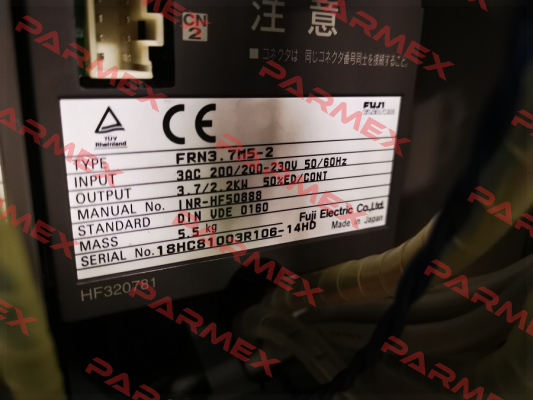 CN-
2
注意
■コネクタは、同じコネクタ番号同士を接続すること。
TÜV
Rheinland
CE
FUJI
ELECTRIC
TYPE FRN3.7M5-2
INPUT 3AC 200/200-230V 50/60Hz
OUTPUT 3.7/2.2kW 50%ED/CONT
MANUAL No. INR-HF50888
STANDARD DIN VDE 0160
MASS 5.5 kg Fuji Electric Co.,Ltd.
SERIAL No. 18HC81003R106-14HD Made in Japan
HF320781
PARMEX
PARMEX
PARMEX
PARMEX
PARMEX
PARMEX
PARMEX
PARMEX
PARMEX
PARMEX
PARMEX